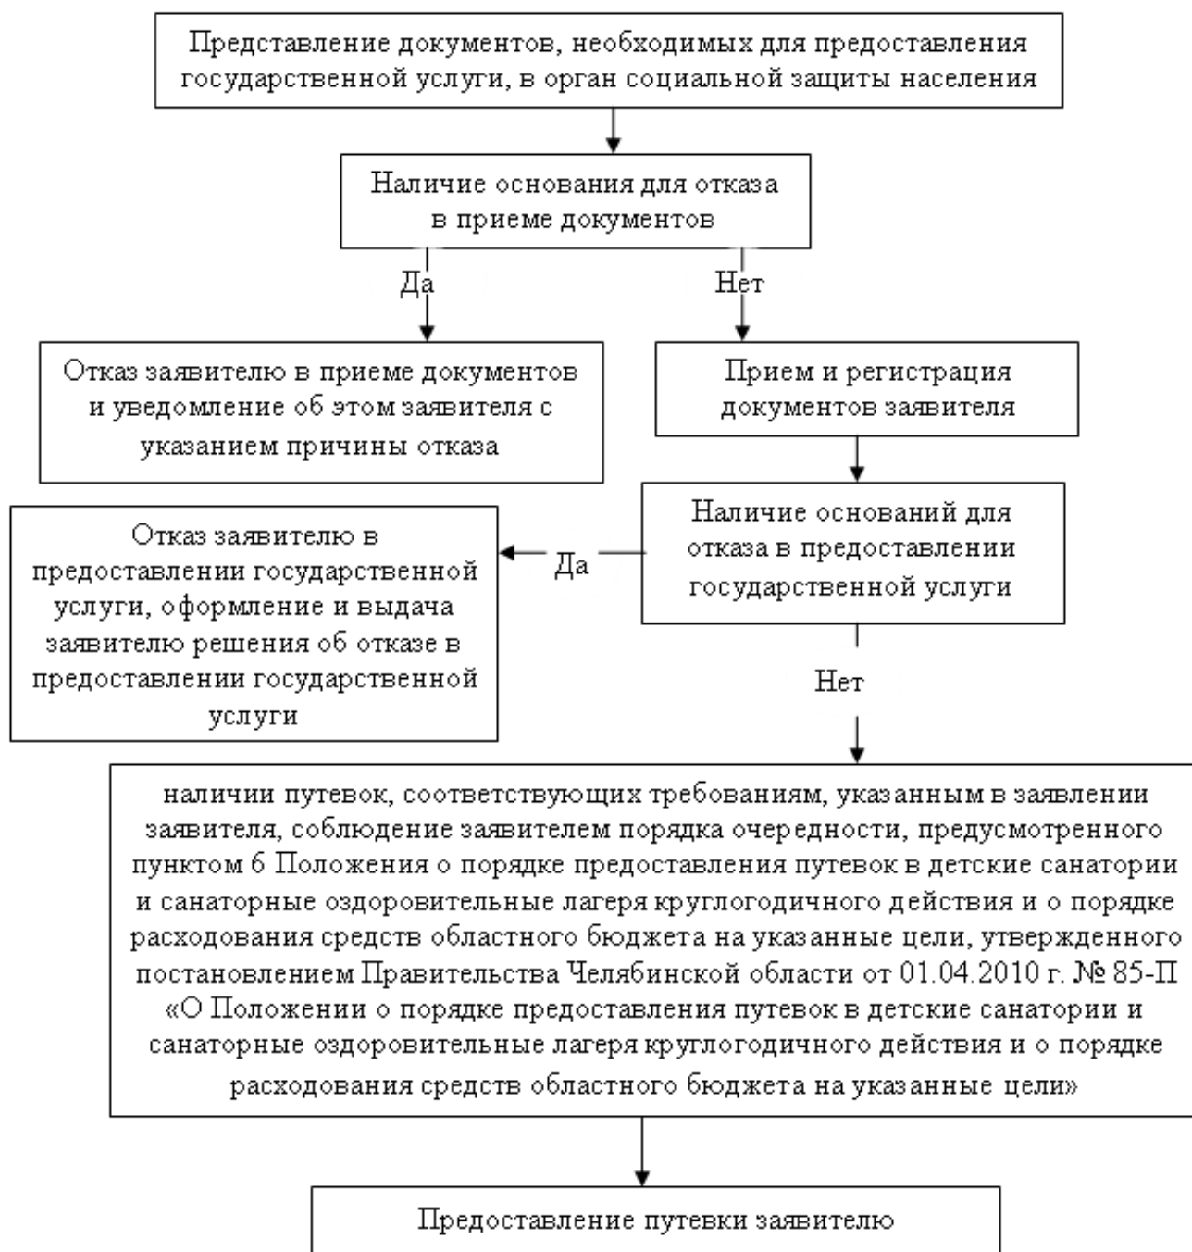 Представление документов, необходимых для предоставления
государственной услуги, в орган социальной защиты населения
Наличие основания для отказа
в приеме документов
Да
Нет
Отказ заявителю в приеме документов
и уведомление об этом заявителя с
указанием причины отказа
Прием и регистрация
документов заявителя
Наличие оснований для
отказа в предоставлении
государственной услуги
Да
Отказ заявителю в
предоставлении государственной
услуги, оформление и выдача
заявителю решения об отказе в
предоставлении государственной
услуги
Нет
наличии путевок, соответствующих требованиям, указанным в заявлении
заявителя, соблюдение заявителем порядка очередности, предусмотренного
пунктом 6 Положения о порядке предоставления путевок в детские санатории
и санаторные оздоровительные лагеря круглогодичного действия и о порядке
расходования средств областного бюджета на указанные цели, утвержденного
постановлением Правительства Челябинской области от 01.04.2010 г. № 85-П
«О Положении о порядке предоставления путевок в детские санатории и
санаторные оздоровительные лагеря круглогодичного действия и о порядке
расходования средств областного бюджета на указанные цели»
Предоставление путевки заявителю